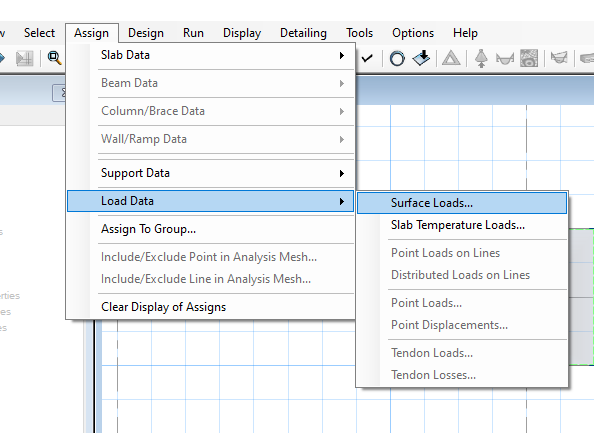 w Select Assign Design Run Display Detailing Tools Options Help
Slab Data
Beam Data
Column/Brace Data
Wall/Ramp Data
Support Data
Load Data
Surface Loads...
Assign To Group...
Slab Temperature Loads...
Include/Exclude Point in Analysis Mesh...
Point Loads on Lines
Include/Exclude Line in Analysis Mesh...
Distributed Loads on Lines
Clear Display of Assigns
Point Loads...
Point Displacements...
Tendon Loads...
Tendon Losses...
s
rties
es
es